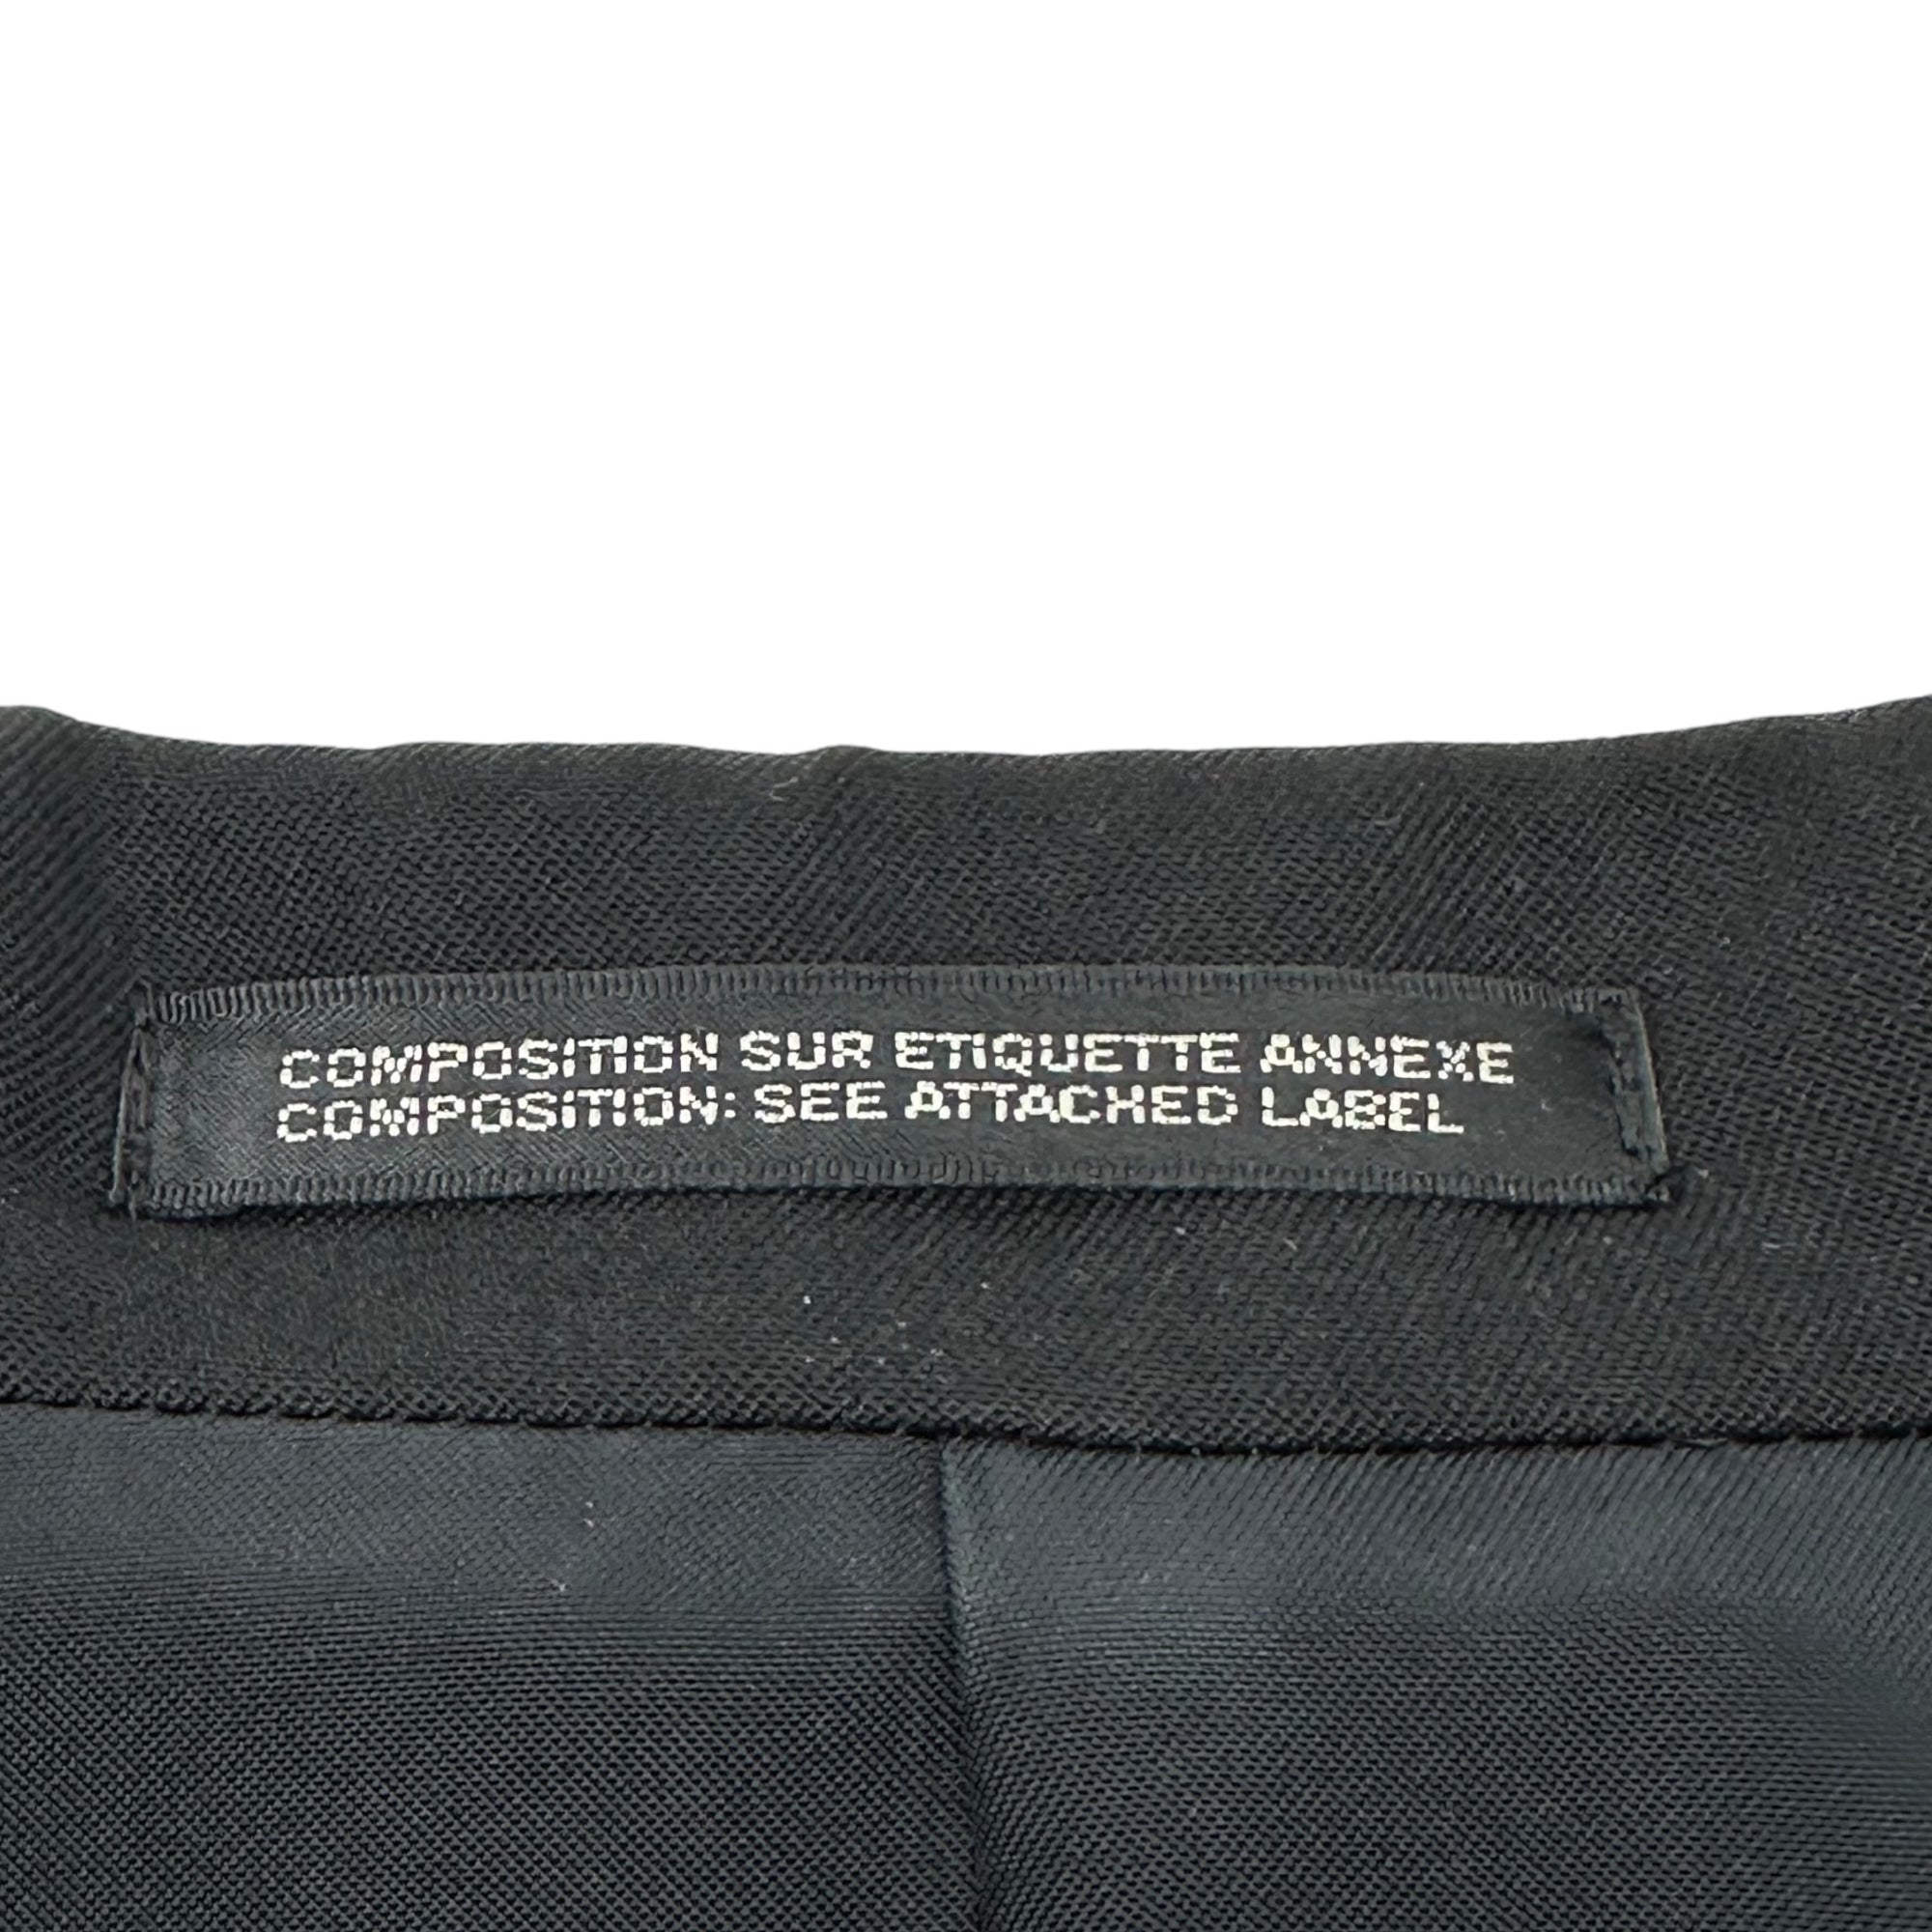 COMPOSITION SUR ETIQUETTE ANNEXE
COMPOSITION: SEE ATTACHED LABEL